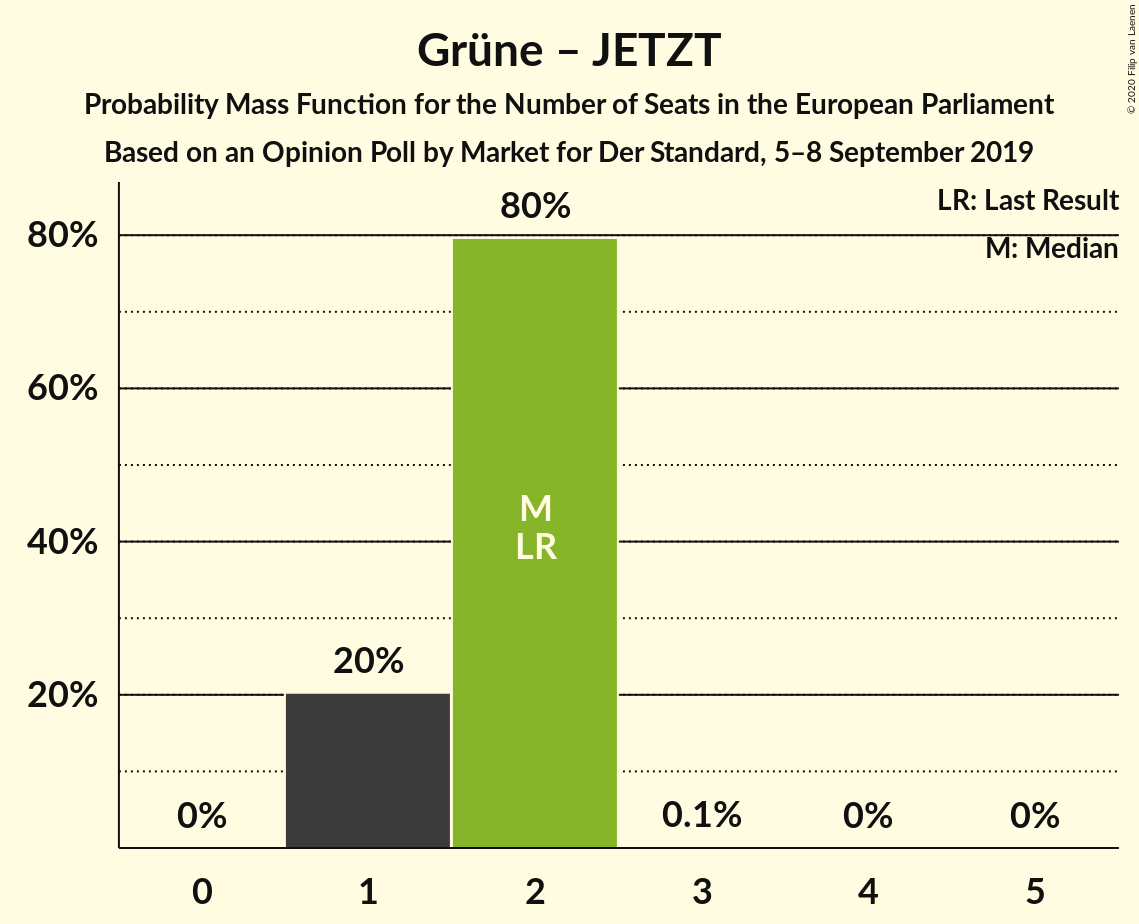 Grüne – JETZT
Probability Mass Function for the Number of Seats in the European Parliament
Based on an Opinion Poll by Market for Der Standard, 5–8 September 2019
© 2020 Filip van Laenen
LR: Last Result
M: Median
80%
60%
40%
20%
0%
20%
80%
M
LR
0.1%
0%
0%
0
1
2
3
4
5